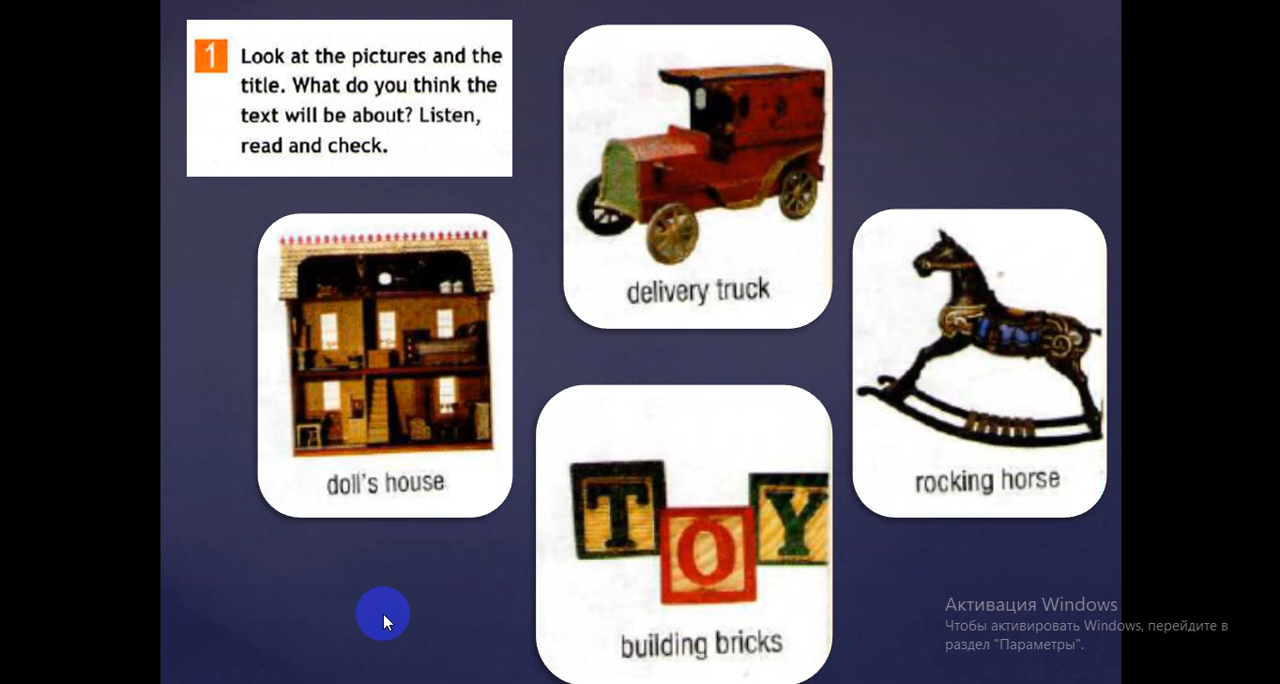 1
Look at the pictures and the
title. What do you think the
text will be about? Listen,
read and check.
delivery truck
doll's house
rocking horse
TOY
building bricks
Активация Windows
Чтобы активировать Windows, перейдите в
раздел "Параметры".